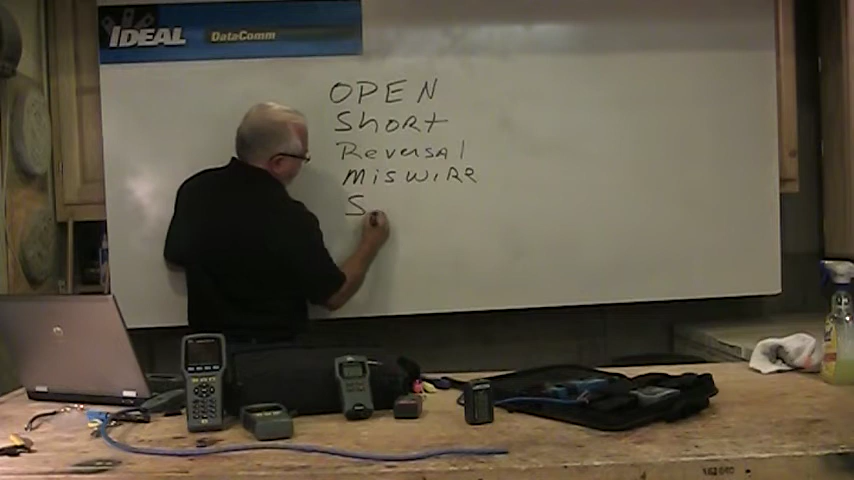 IDEAL DataComm
OPEN
ShoRt
Reversal
MiswiRe
S